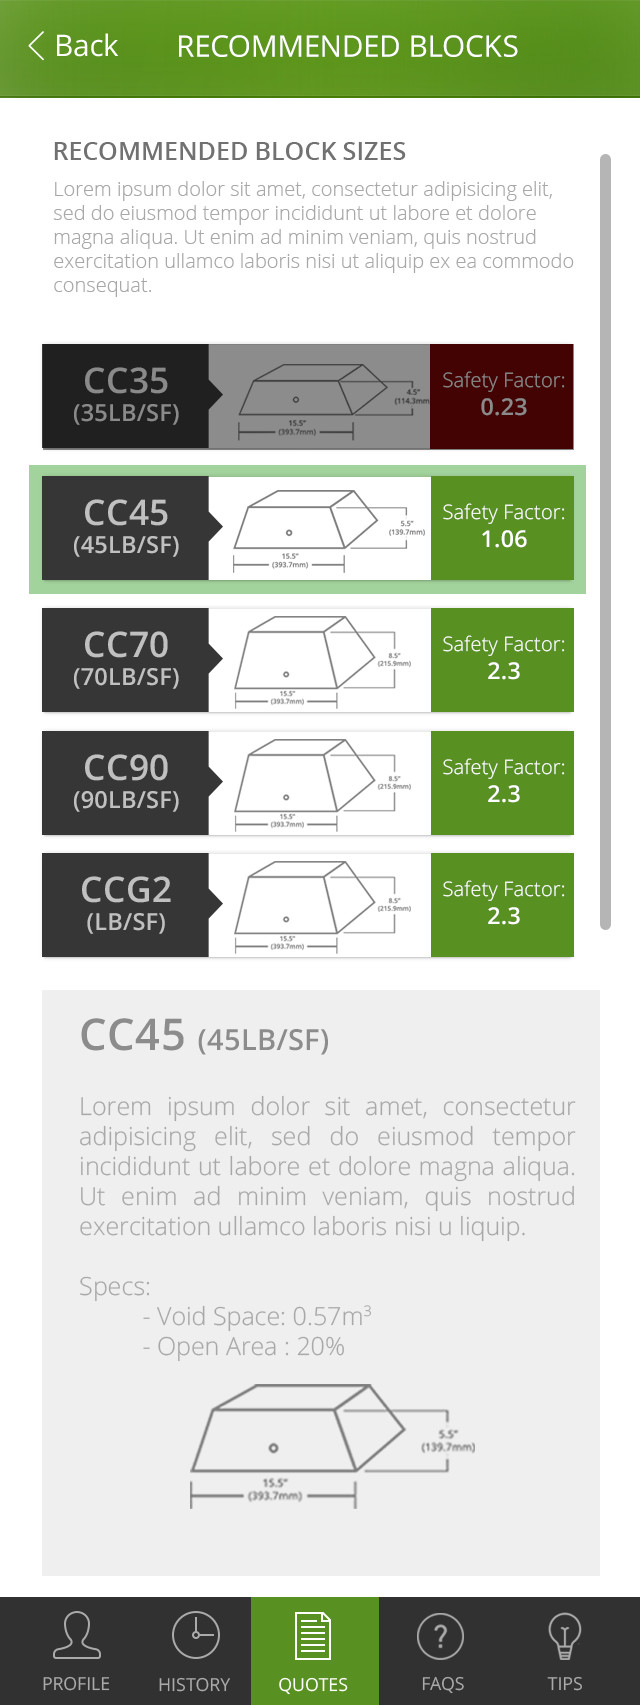 Back RECOMMENDED BLOCKS
RECOMMENDED BLOCK SIZES
Lorem ipsum dolor sit amet, consectetur adipisicing elit,
sed do eiusmod tempor incididunt ut labore et dolore
magna aliqua. Ut enim ad minim veniam, quis nostrud
exercitation ullamco laboris nisi ut aliquip ex ea commodo
consequat.
CC35
(35LB/SF)
4.5"
(114.3mm
15.5"
(393.7mm)
Safety Factor:
0.23
CC45
(45LB/SF)
5.5"
(139.7mm)
15.5"
(393.7mm)
Safety Factor:
1.06
CC70
(70LB/SF)
8.5"
(215.9mm)
15.5"
(393.7mm)
Safety Factor:
2.3
CC90
(90LB/SF)
8.5"
(215.9mm)
15.5"
(393.7mm)
Safety Factor:
2.3
CCG2
(LB/SF)
8.5"
(215.9mm)
15.5"
(393.7mm)
Safety Factor:
2.3
CC45 (45LB/SF)
Lorem ipsum dolor sit amet, consectetur
adipisicing elit, sed do eiusmod tempor
incididunt ut labore et dolore magna aliqua.
Ut enim ad minim veniam, quis nostrud
exercitation ullamco laboris nisi u liquip.
Specs:
- Void Space: 0.57m³
- Open Area : 20%
5.5"
(139.7mm)
15.5"
(393.7mm)
PROFILE HISTORY QUOTES FAQS TIPS